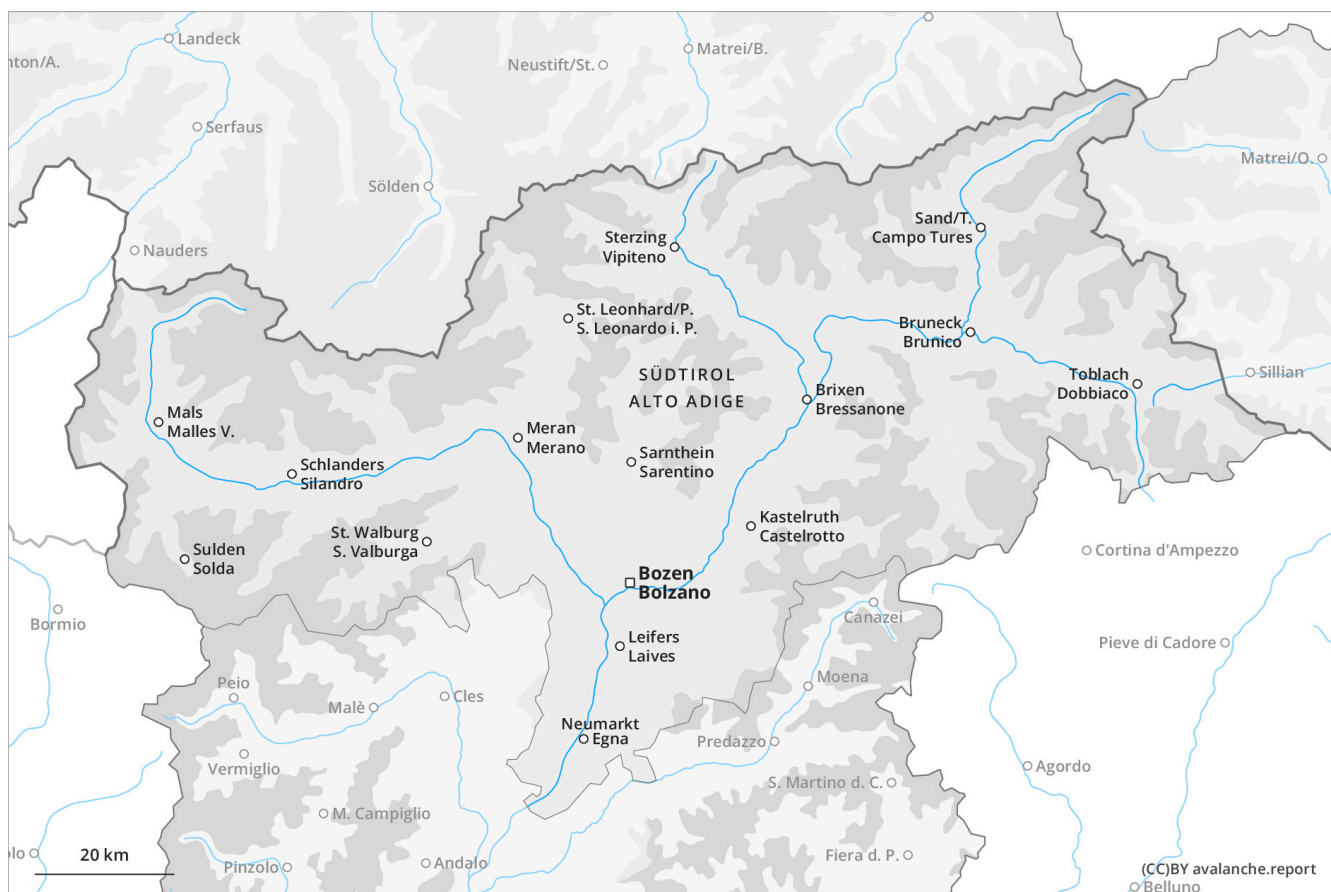 Landeck
nton/A.
Neustift/St.
Matrei/B.
Serfaus
Sölden
Matrei/O.
Nauders
Sand/T.
Campo Tures
Sterzing
Vipiteno
St. Leonhard/P.
S. Leonardo i. P.
Bruneck
Brunico
SÜDTIROL
ALTO ADIGE
Toblach
Dobbiaco
Sillian
Brixen
Bressanone
Mals
Malles V.
Meran
Merano
Schlanders
Silandro
Sarnthein
Sarentino
Kastelruth
Castelrotto
St. Walburg
S. Valburga
Sulden
Solda
Cortina d'Ampezzo
Bozen
Bolzano
Bormio
Canazei
Leifers
Laives
Pieve di Cadore
Peio
Moena
Malè
Cles
Neumarkt
Egna
Predazzo
Vermiglio
Agordo
S. Martino d. C.
M. Campiglio
olo
20 km
Pinzolo
Andalo
Fiera d. P.
(CC)BY avalanche.report
Belluno